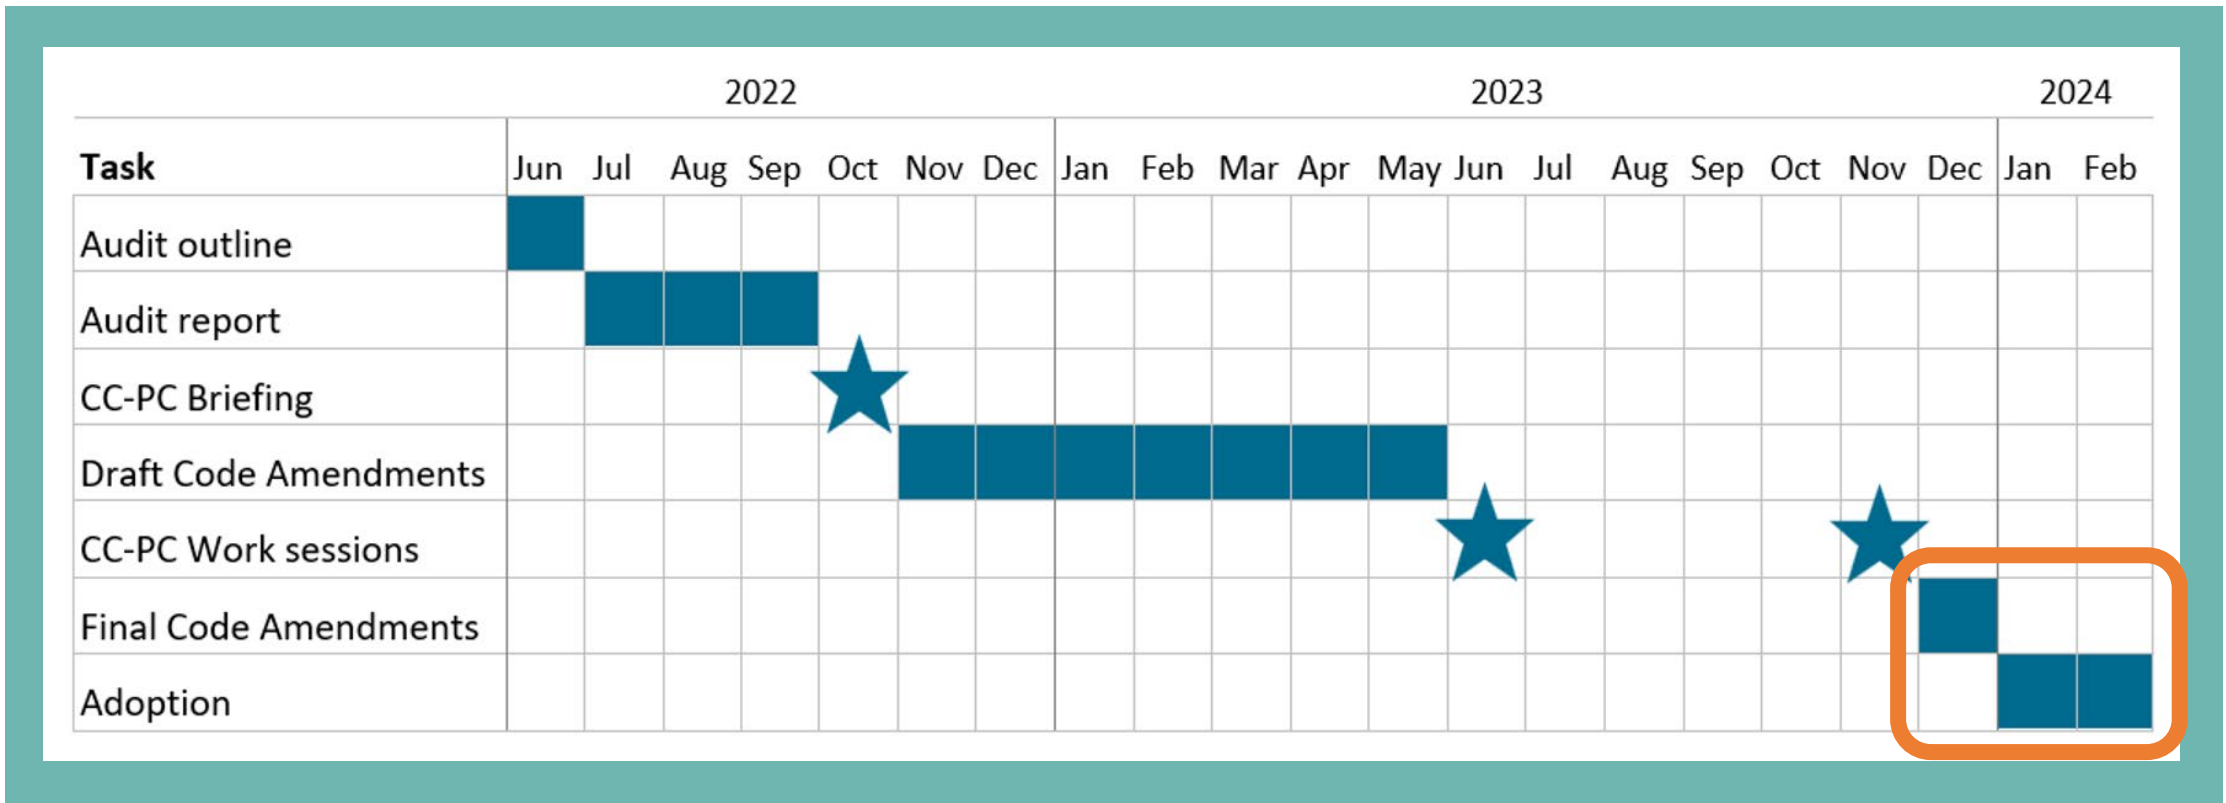 2022 2023 2024
Task Jun Jul Aug Sep Oct Nov Dec Jan Feb Mar Apr May Jun Jul Aug Sep Oct Nov Dec Jan Feb
Audit outline
Audit report
CC-PC Briefing
Draft Code Amendments
CC-PC Work sessions
Final Code Amendments
Adoption